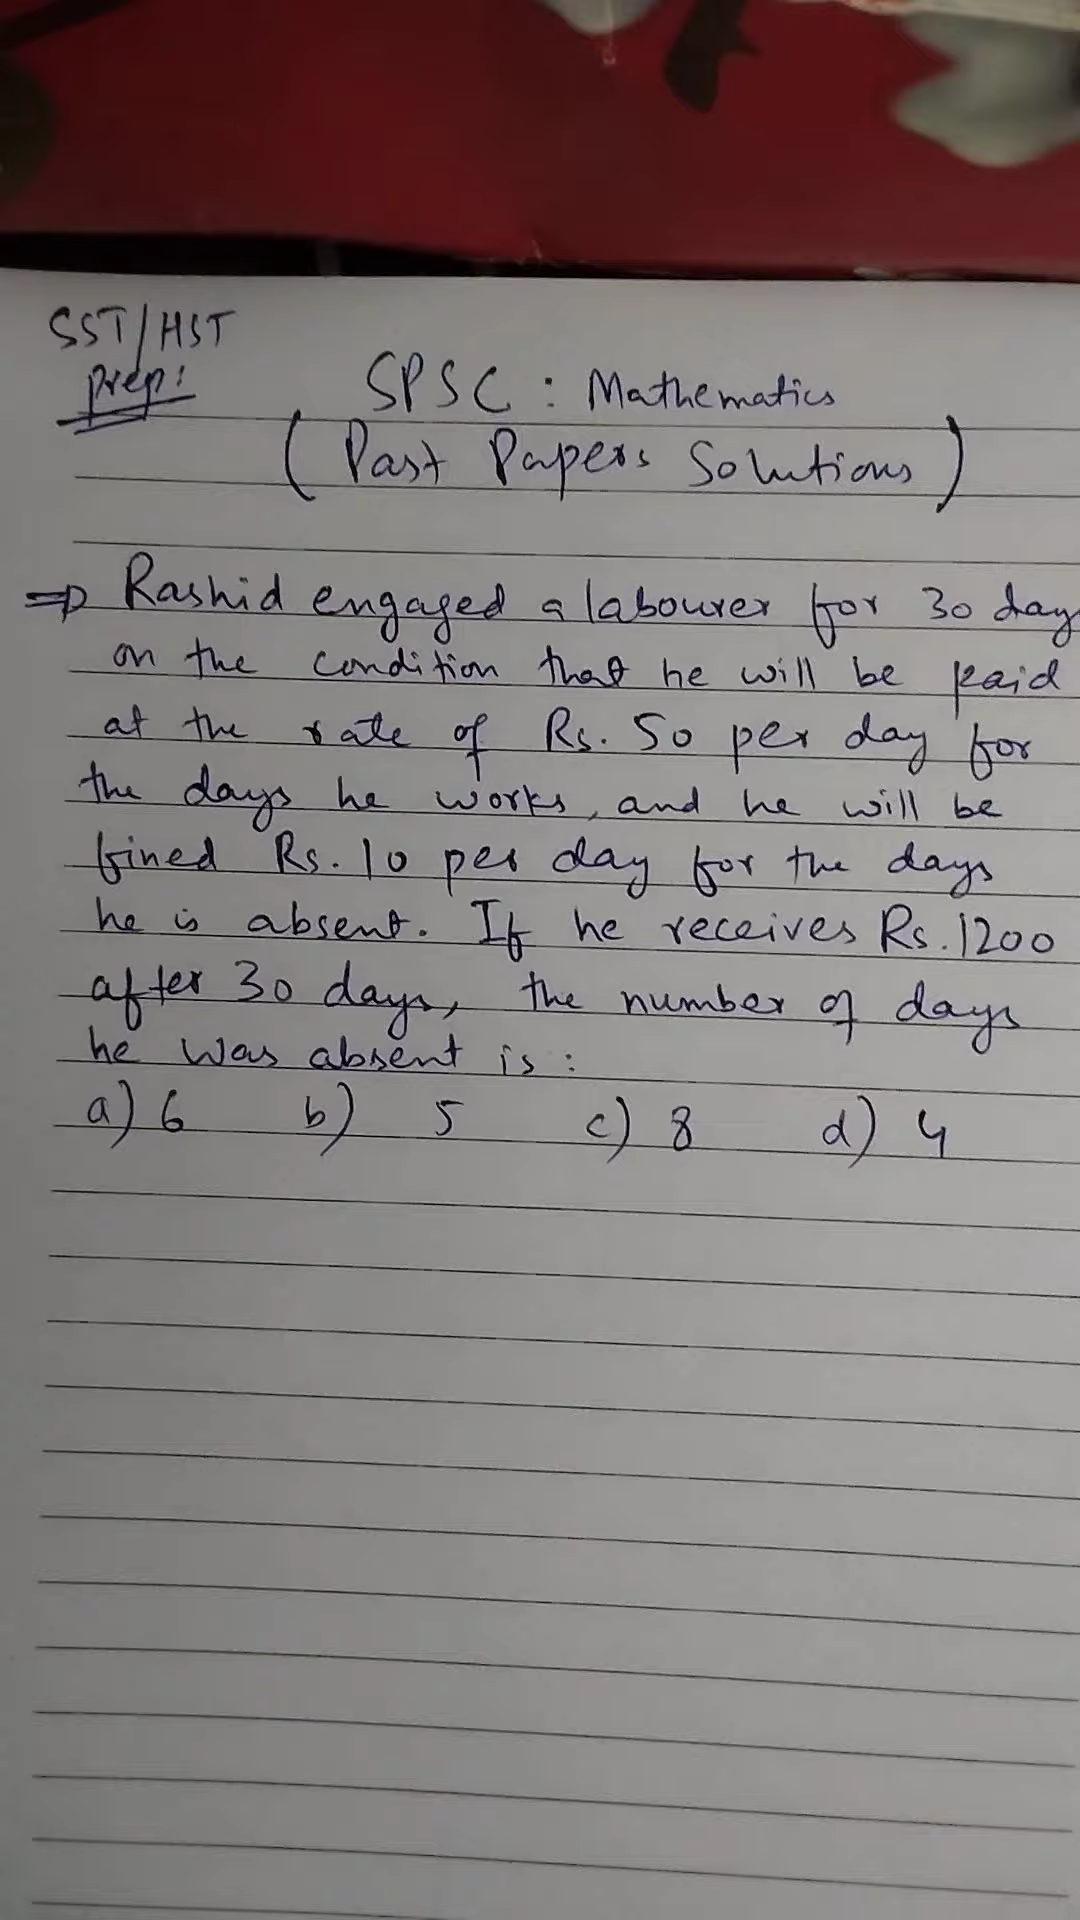 SST/HST
Prep:
SPSC : Mathematics
(Past Papers Solutions)
⇒ Rashid engaged a labourer for 30 days
on the condition that he will be paid
at the rate of Rs. 50 per day for
the days he works, and he will be
fined Rs. 10 per day for the days
he is absent. If he receives Rs. 1200
after 30 days, the number of days
he was absent is :
a) 6 b) 5 c) 8 d) 4